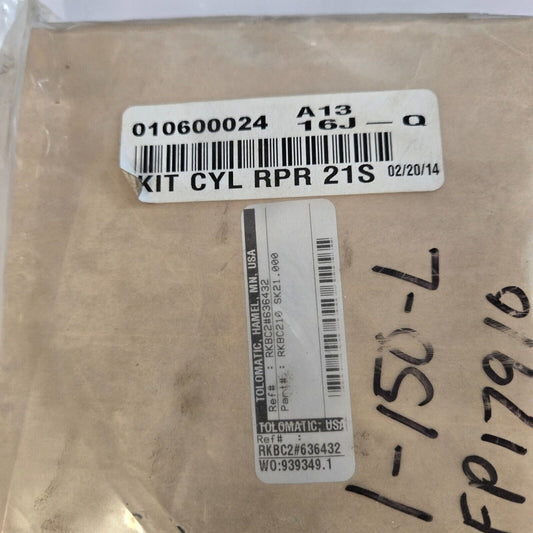 010600024 A13
16J - Q
KIT CYL RPR 21S 02/20/14
TOLOMATIC, HAMEL, MN, USA
Ref# : RKBC2#636432
Part#: RKBC210 SK21.000
TOLOMATIC, USA
Ref# :
RKBC2#636432
WO:939349.1
1-150-L
FP17910